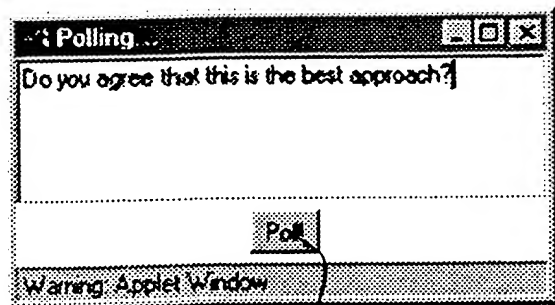 Polling...
Do you agree that this is the best approach?
Poll
Warning: Applet Window